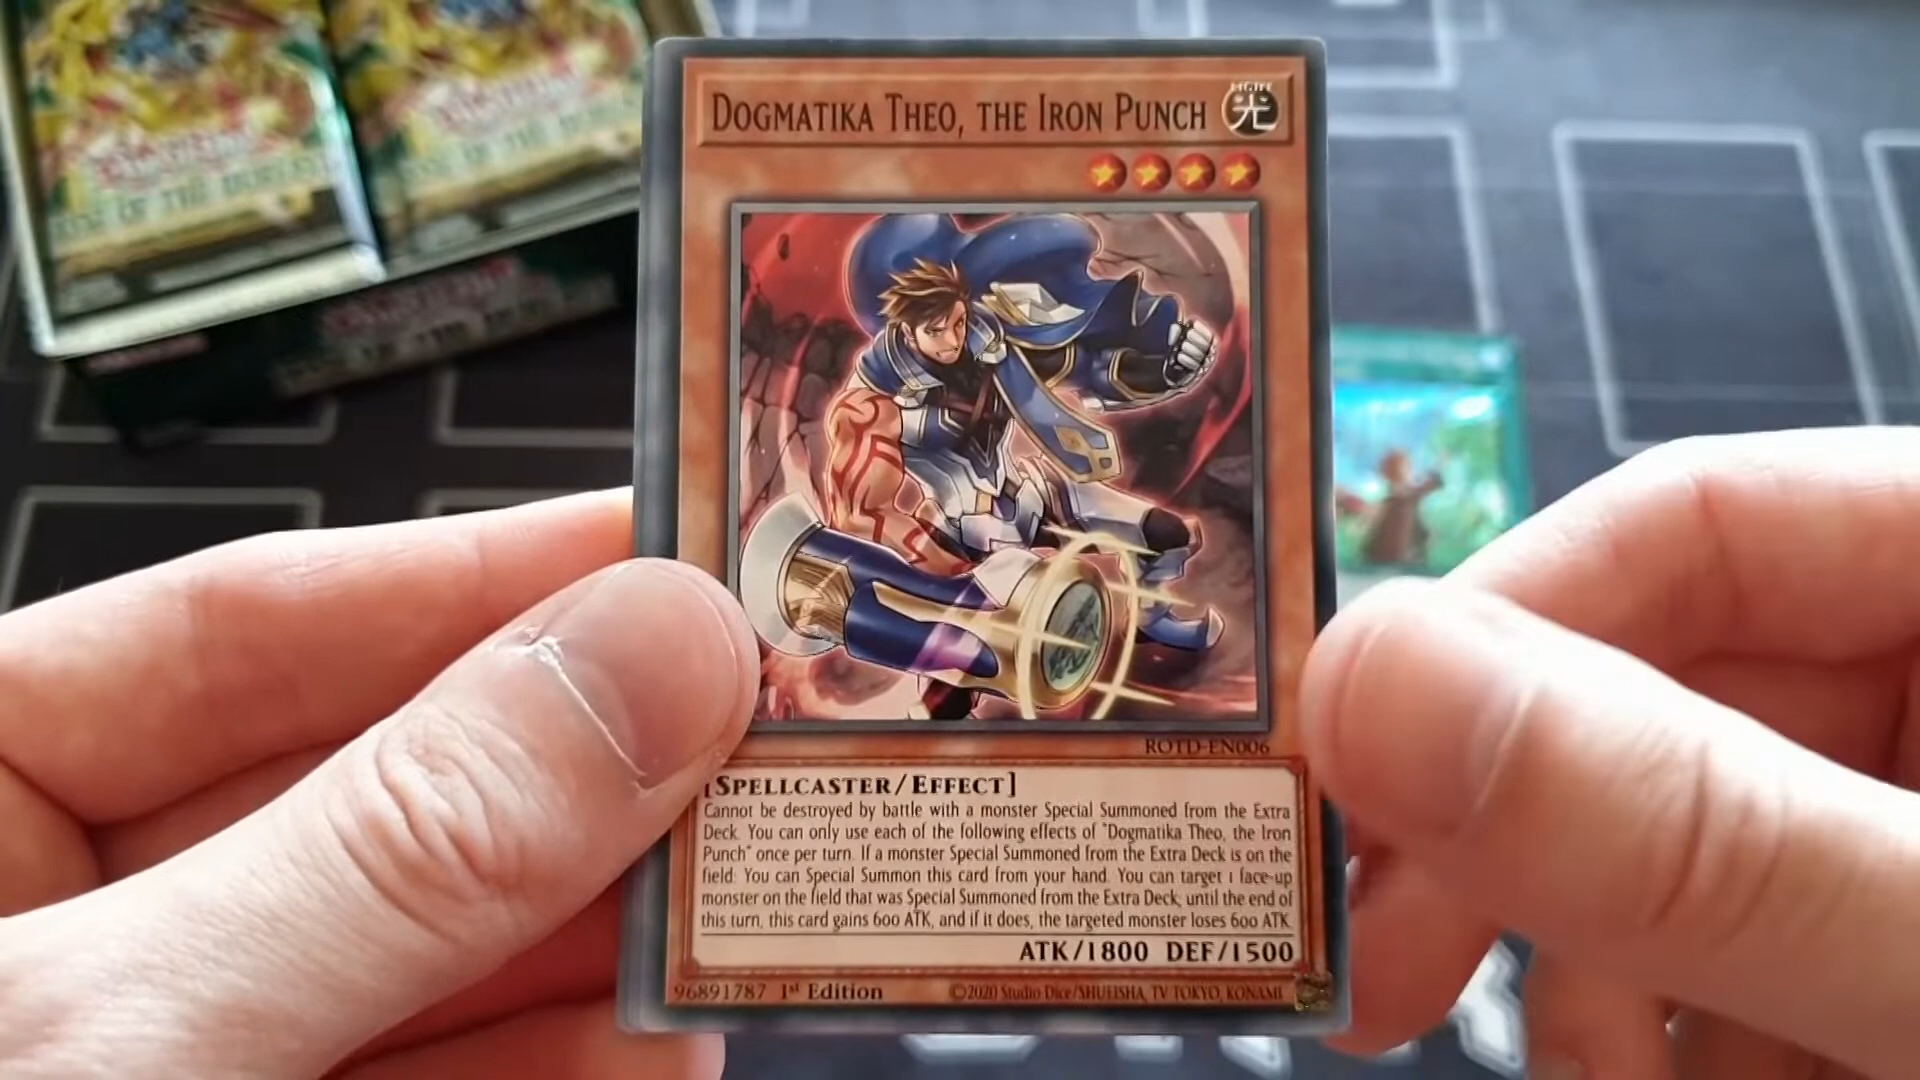 RISE OF THE DUELIST
DOGMATIKA THEO, THE IRON PUNCH
LIGHT
光
ROTD-EN006
[SPELLCASTER/EFFECT]
Cannot be destroyed by battle with a monster Special Summoned from the Extra
Deck. You can only use each of the following effects of "Dogmatika Theo, the Iron
Punch" once per turn. If a monster Special Summoned from the Extra Deck is on the
field: You can Special Summon this card from your hand. You can target 1 face-up
monster on the field that was Special Summoned from the Extra Deck; until the end of
this turn, this card gains 600 ATK, and if it does, the targeted monster loses 600 ATK.
ATK/1800 DEF/1500
96891787 1st Edition
©2020 Studio Dice/SHUEISHA, TV TOKYO, KONAMI